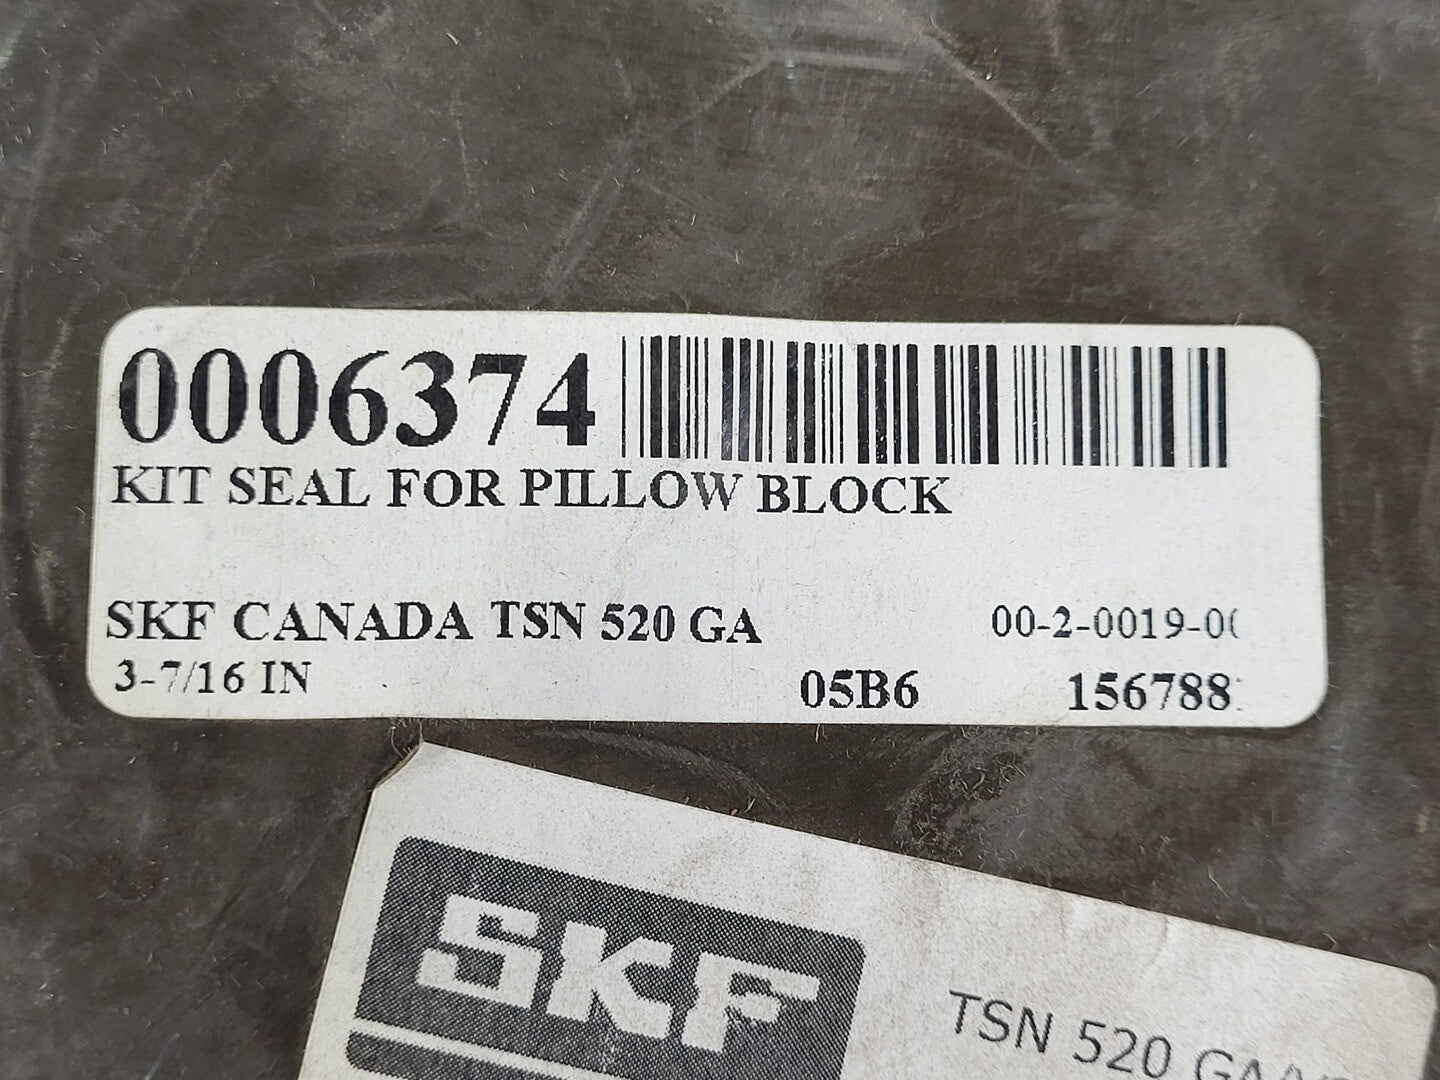 0006374
KIT SEAL FOR PILLOW BLOCK
SKF CANADA TSN 520 GA 00-2-0019-0
3-7/16 IN 05B6 156788
SKF
TSN 520